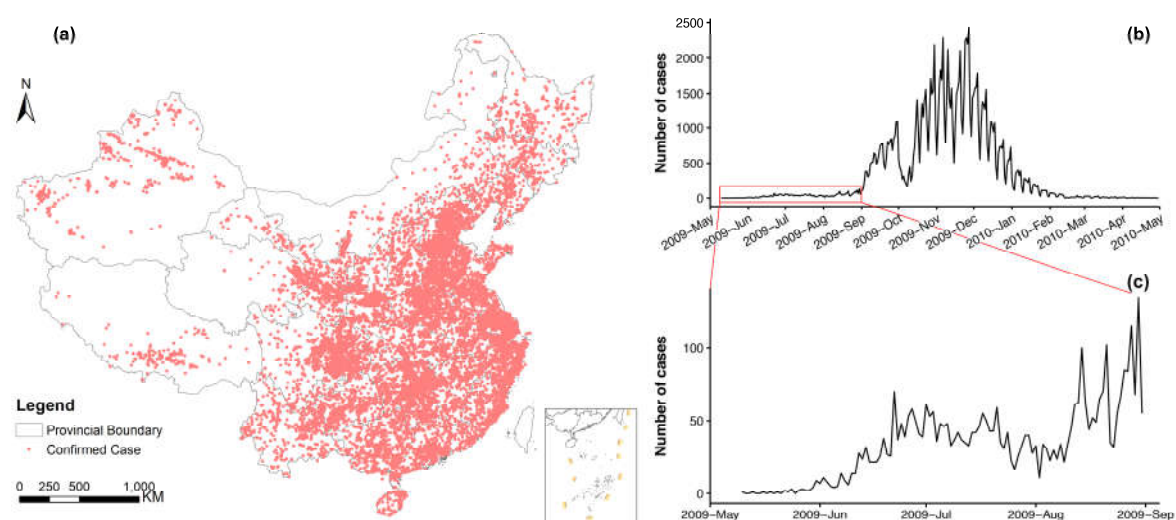 (a)
N
Legend
Provincial Boundary
Confirmed Case
0 250 500 1,000
KM
(b)
Number of cases
2500
2000
1500
1000
500
0
2009–May
2009–Jun
2009–Jul
2009–Aug
2009–Sep
2009–Oct
2009–Nov
2009–Dec
2010–Jan
2010–Feb
2010–Mar
2010–Apr
2010–May
(c)
Number of cases
100
50
0
2009–May
2009–Jun
2009–Jul
2009–Aug
2009–Sep